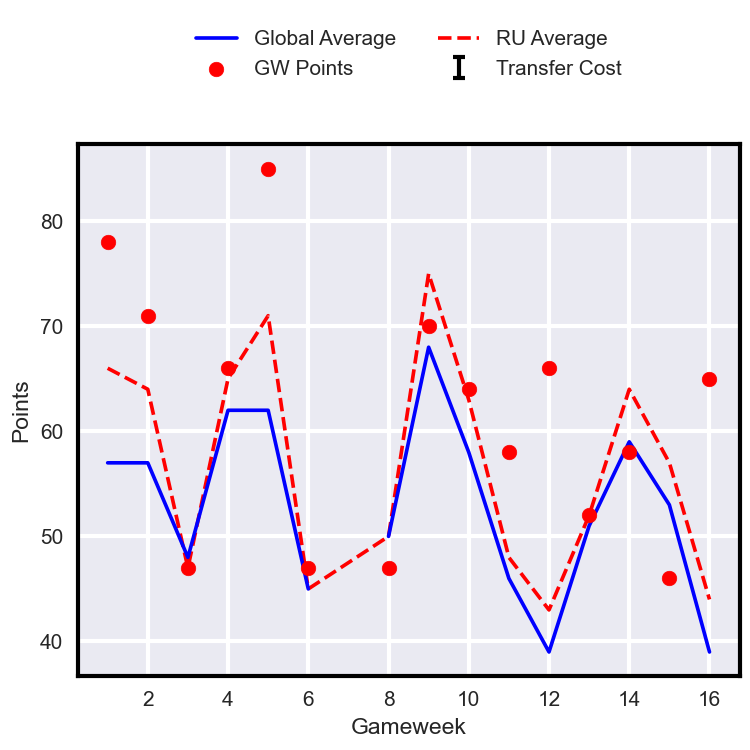 Global Average RU Average
GW Points Transfer Cost
80
70
60
50
40
Points
2 4 6 8 10 12 14 16
Gameweek